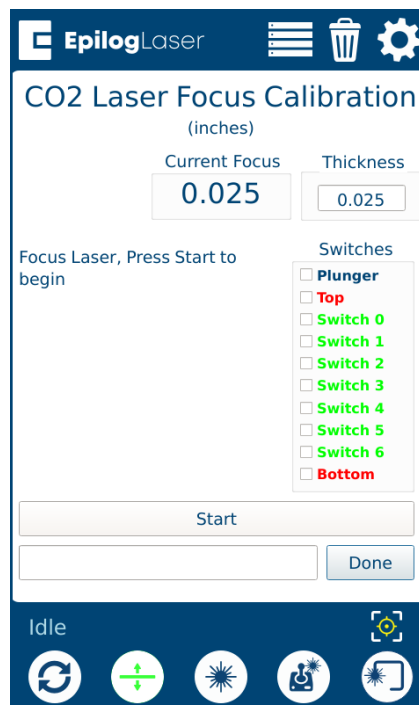 EpilogLaser
CO2 Laser Focus Calibration
(inches)
Current Focus
0.025
Thickness
0.025
Focus Laser, Press Start to
begin
Switches
Plunger
Top
Switch 0
Switch 1
Switch 2
Switch 3
Switch 4
Switch 5
Switch 6
Bottom
Start
Done
Idle